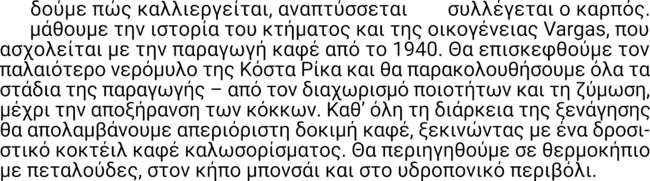 δούμε πώς καλλιεργείται, αναπτύσσεται συλλέγεται ο καρπός.
μάθουμε την ιστορία του κτήματος και της οικογένειας Vargas, που
ασχολείται με την παραγωγή καφέ από το 1940. Θα επισκεφθούμε τον
παλαιότερο νερόμυλο της Κόστα Ρίκα και θα παρακολουθήσουμε όλα τα
στάδια της παραγωγής – από τον διαχωρισμό ποιοτήτων και τη ζύμωση,
μέχρι την αποξήρανση των κόκκων. Καθ’ όλη τη διάρκεια της ξενάγησης
θα απολαμβάνουμε απεριόριστη δοκιμή καφέ, ξεκινώντας με ένα δροσι-
στικό κοκτέιλ καφέ καλωσορίσματος. Θα περιηγηθούμε σε θερμοκήπιο
με πεταλούδες, στον κήπο μπονσάι και στο υδροπονικό περιβόλι.